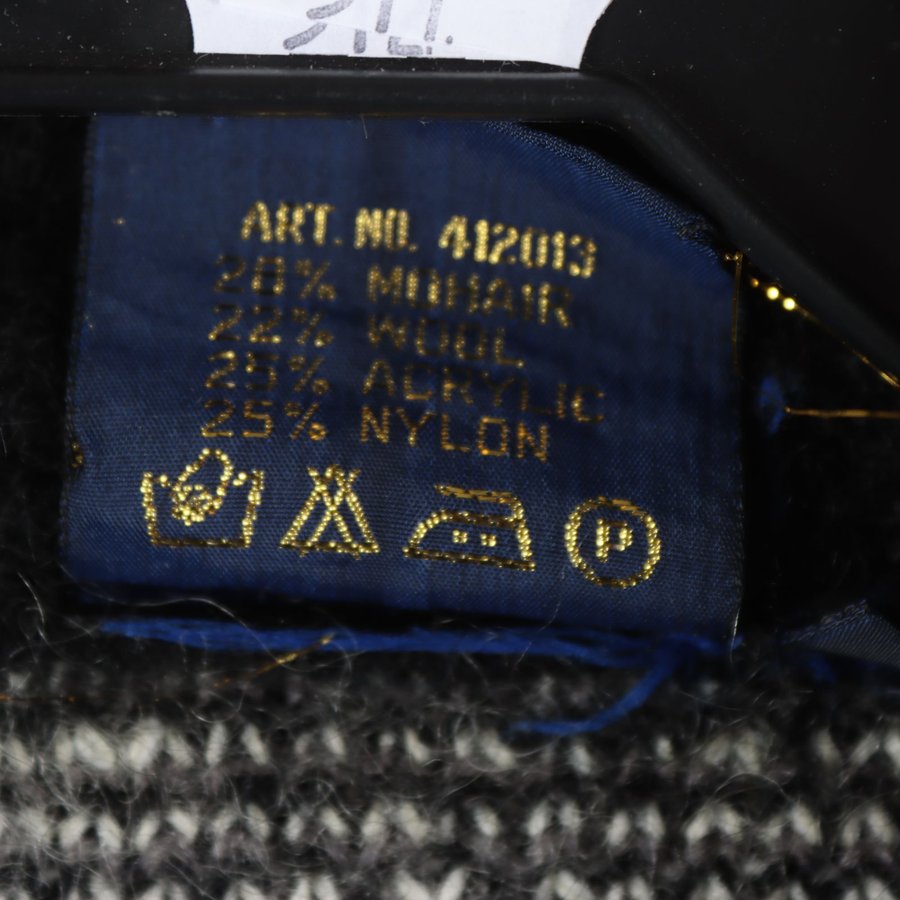 ART. NO. 412013
28% MOHAIR
22% WOOL
25% ACRYLIC
25% NYLON
P